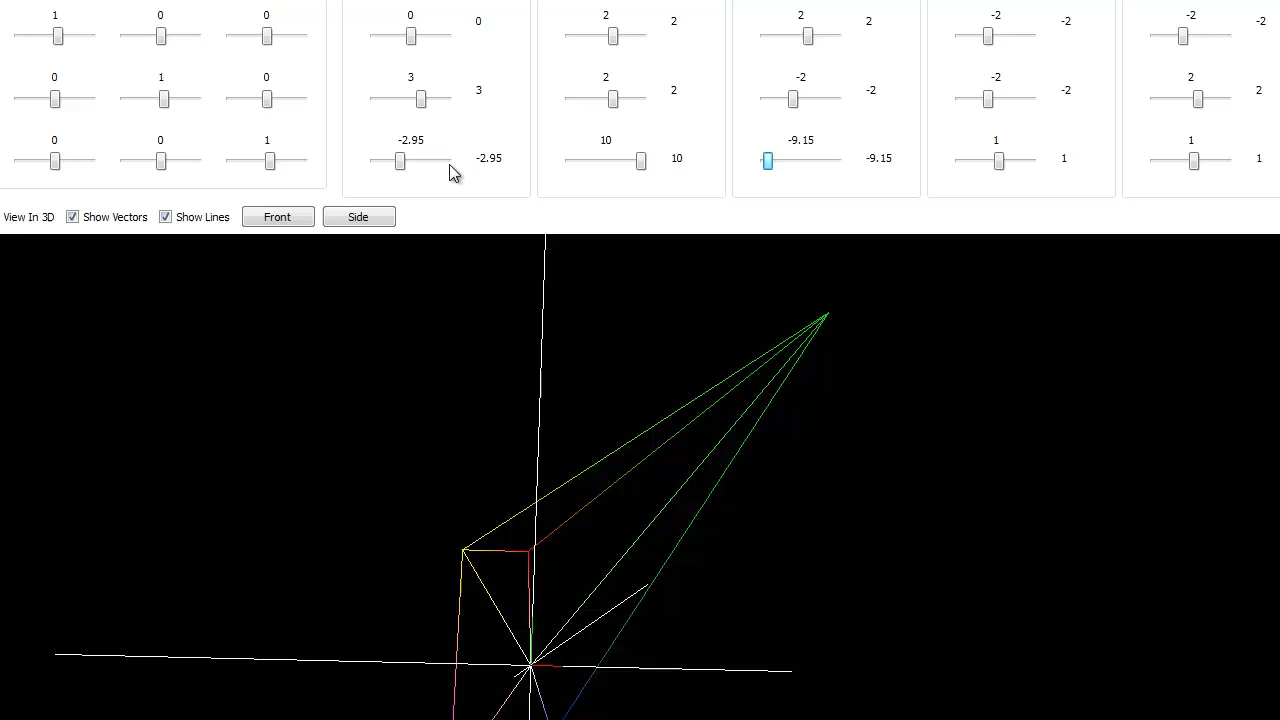 1 0 0 0 0 2 2 2 2 -2 -2 -2 -2
0 1 0 3 3 2 2 -2 -2 -2 -2 2 2
0 0 1 -2.95 -2.95 10 10 -9.15 -9.15 1 1 1 1
View In 3D Show Vectors Show Lines Front Side